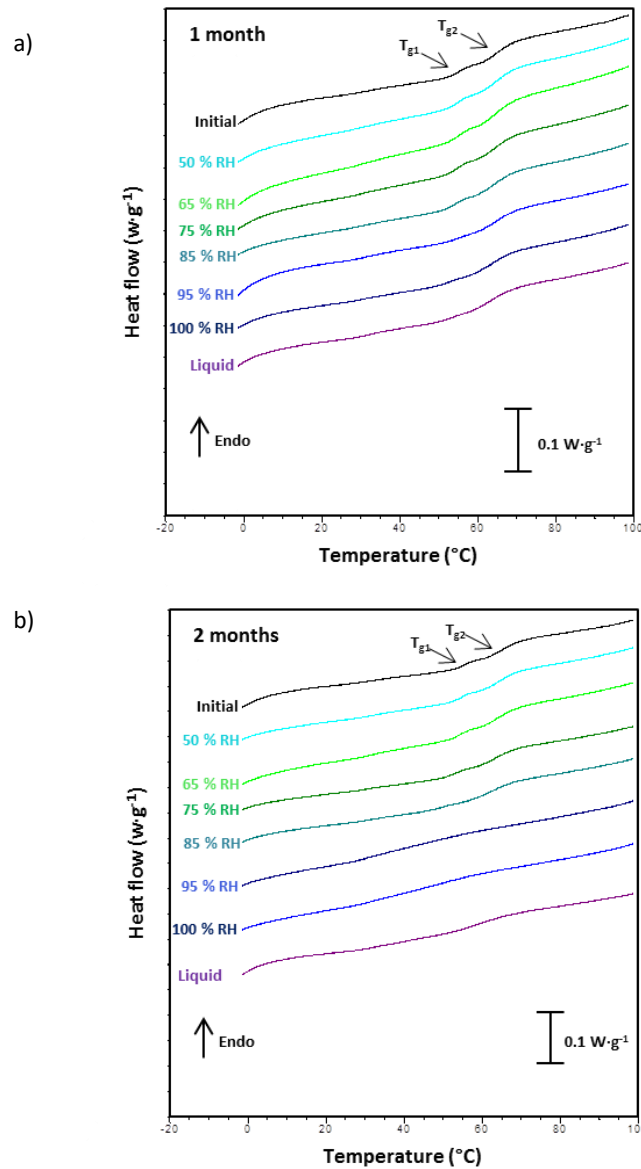 a)
1 month
Tg1
Tg2
Initial
50 % RH
65 % RH
75 % RH
85 % RH
95 % RH
100 % RH
Liquid
Heat flow (w·g-1)
Endo
0.1 W·g-1
-20 0 20 40 60 80 100
Temperature (°C)
b)
2 months
Tg1
Tg2
Initial
50 % RH
65 % RH
75 % RH
85 % RH
95 % RH
100 % RH
Liquid
Heat flow (w·g-1)
Endo
0.1 W·g-1
-20 0 20 40 60 80 10
Temperature (°C)